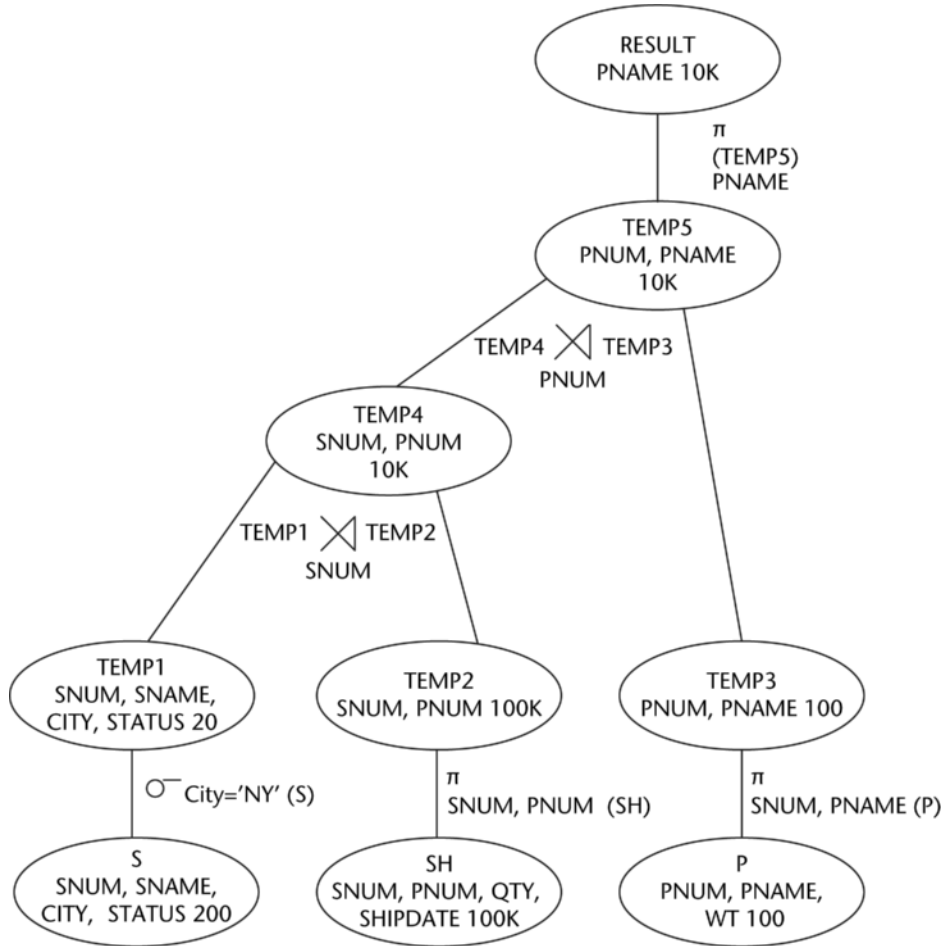 RESULT
PNAME 10K
π
(TEMP5)
PNAME
TEMP5
PNUM, PNAME
10K
TEMP4 TEMP3
PNUM
TEMP4
SNUM, PNUM
10K
TEMP1 TEMP2
SNUM
TEMP1
SNUM, SNAME,
CITY, STATUS 20
TEMP2
SNUM, PNUM 100K
TEMP3
PNUM, PNAME 100
City='NY' (S)
π
SNUM, PNUM (SH)
π
SNUM, PNAME (P)
S
SNUM, SNAME,
CITY, STATUS 200
SH
SNUM, PNUM, QTY,
SHIPDATE 100K
P
PNUM, PNAME,
WT 100